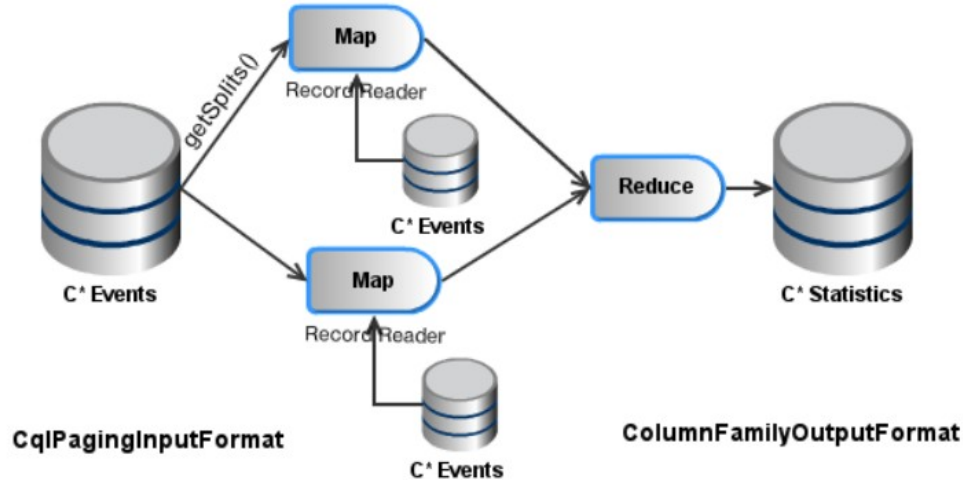 Map
getSplits()
Record Reader
C* Events
Reduce
C* Events
Map
C* Statistics
Record Reader
CqlPagingInputFormat
ColumnFamilyOutputFormat
C* Events